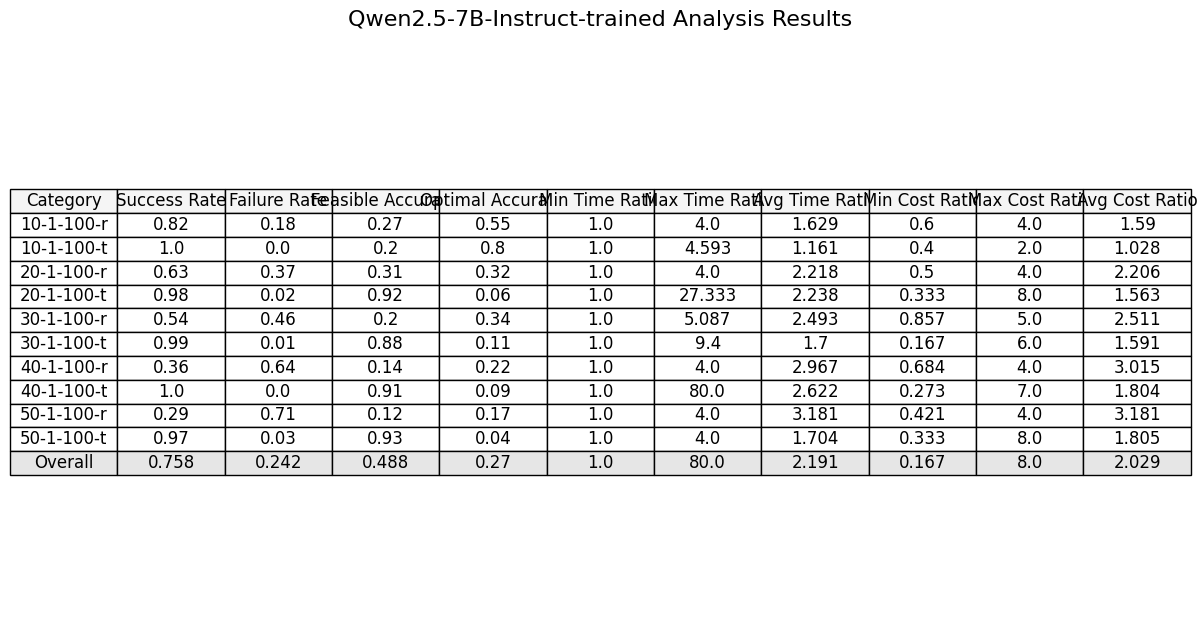 Qwen2.5-7B-Instruct-trained Analysis Results
Category Success Rate Failure Rate Feasible Accura Optimal Accura Min Time Rati Max Time Rati Avg Time Rati Min Cost Rati Max Cost Rati Avg Cost Ratio
10-1-100-r 0.82 0.18 0.27 0.55 1.0 4.0 1.629 0.6 4.0 1.59
10-1-100-t 1.0 0.0 0.2 0.8 1.0 4.593 1.161 0.4 2.0 1.028
20-1-100-r 0.63 0.37 0.31 0.32 1.0 4.0 2.218 0.5 4.0 2.206
20-1-100-t 0.98 0.02 0.92 0.06 1.0 27.333 2.238 0.333 8.0 1.563
30-1-100-r 0.54 0.46 0.2 0.34 1.0 5.087 2.493 0.857 5.0 2.511
30-1-100-t 0.99 0.01 0.88 0.11 1.0 9.4 1.7 0.167 6.0 1.591
40-1-100-r 0.36 0.64 0.14 0.22 1.0 4.0 2.967 0.684 4.0 3.015
40-1-100-t 1.0 0.0 0.91 0.09 1.0 80.0 2.622 0.273 7.0 1.804
50-1-100-r 0.29 0.71 0.12 0.17 1.0 4.0 3.181 0.421 4.0 3.181
50-1-100-t 0.97 0.03 0.93 0.04 1.0 4.0 1.704 0.333 8.0 1.805
Overall 0.758 0.242 0.488 0.27 1.0 80.0 2.191 0.167 8.0 2.029